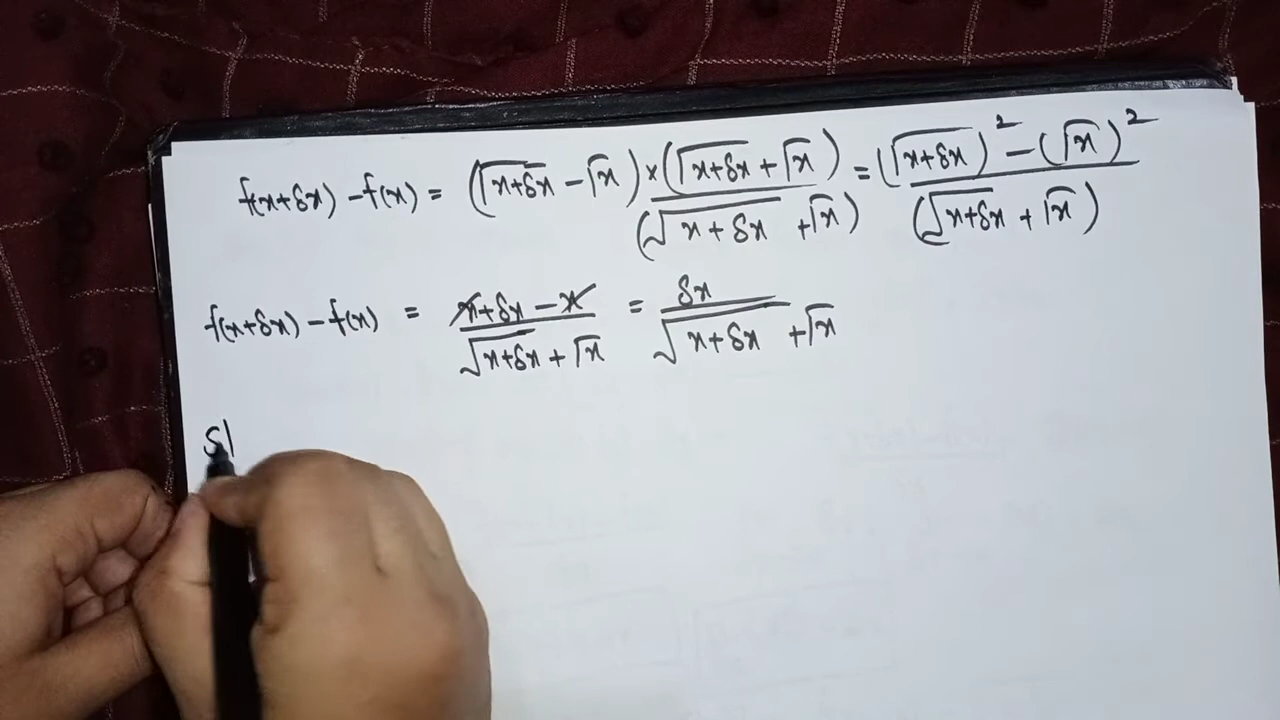 f(x+δx) − f(x) = (√x+δx − √x) × (√x+δx + √x) / (√x+δx + √x) = (√x+δx)² − (√x)² / (√x+δx + √x)
f(x+δx) − f(x) = x+δx − x / √x+δx + √x = δx / √x+δx + √x